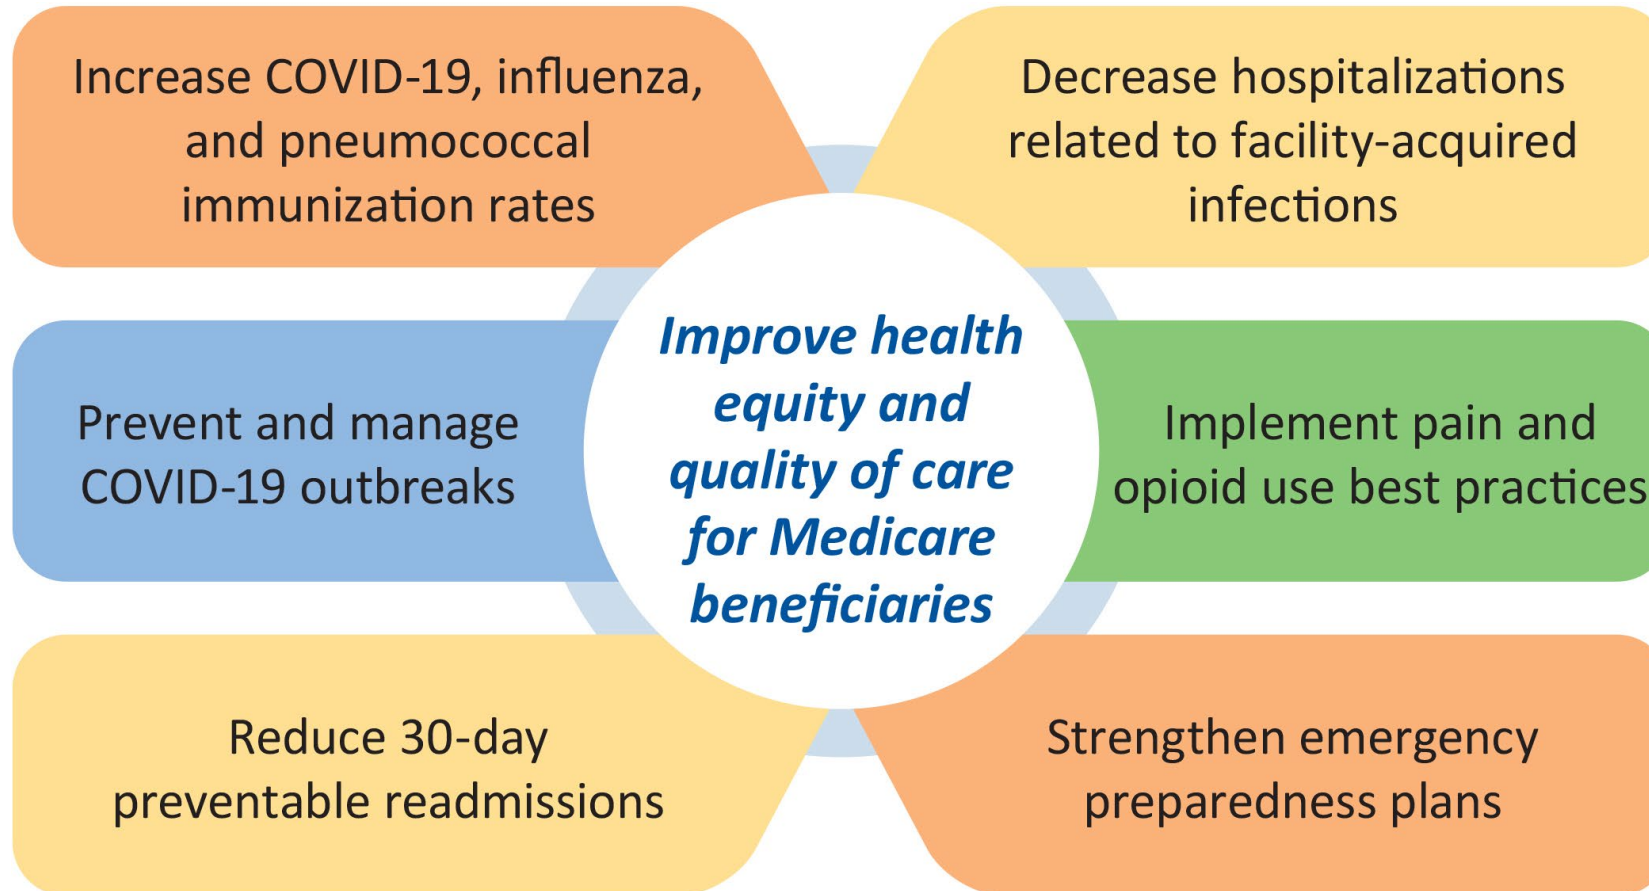 Increase COVID-19, influenza,
and pneumococcal
immunization rates
Decrease hospitalizations
related to facility-acquired
infections
Prevent and manage
COVID-19 outbreaks
Improve health
equity and
quality of care
for Medicare
beneficiaries
Implement pain and
opioid use best practices
Reduce 30-day
preventable readmissions
Strengthen emergency
preparedness plans